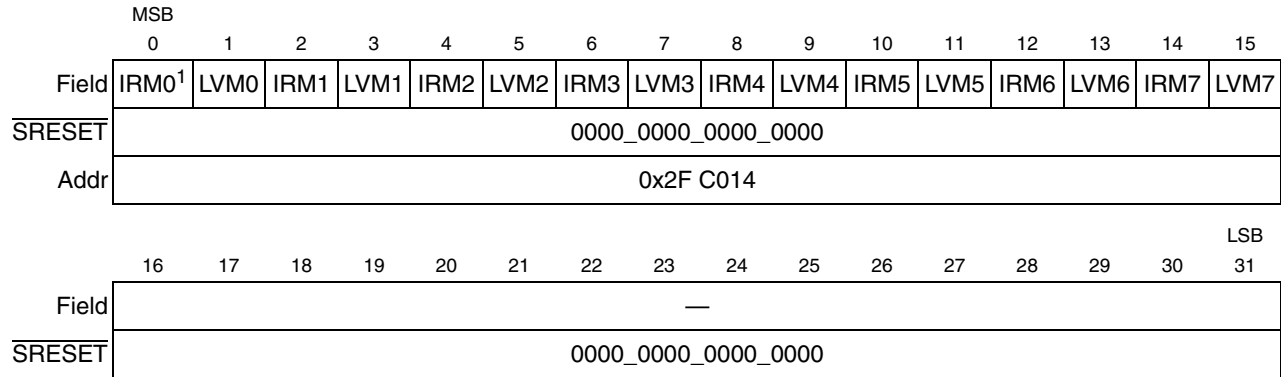 MSB
0 1 2 3 4 5 6 7 8 9 10 11 12 13 14 15
Field IRM0¹ LVM0 IRM1 LVM1 IRM2 LVM2 IRM3 LVM3 IRM4 LVM4 IRM5 LVM5 IRM6 LVM6 IRM7 LVM7
SRESET 0000_0000_0000_0000
Addr 0x2F C014
LSB
16 17 18 19 20 21 22 23 24 25 26 27 28 29 30 31
Field —
SRESET 0000_0000_0000_0000